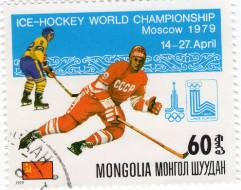 ICE-HOCKEY WORLD CHAMPIONSHIP
Moscow 1979
14-27. April
CCCP
60
MONGOLIA МОНГОЛ ШУУДАН
1979